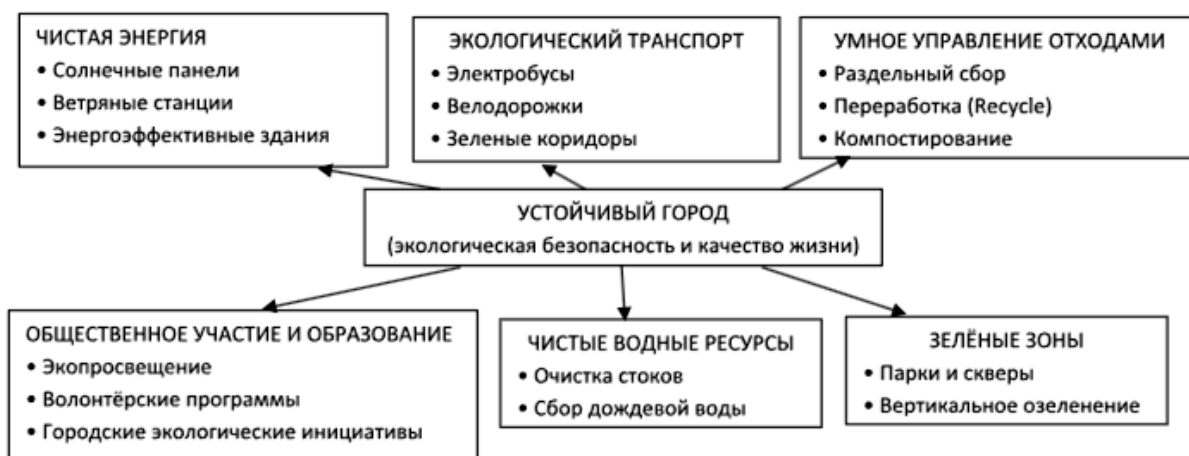 ЧИСТАЯ ЭНЕРГИЯ
• Солнечные панели
• Ветряные станции
• Энергоэффективные здания
ЭКОЛОГИЧЕСКИЙ ТРАНСПОРТ
• Электробусы
• Велодорожки
• Зеленые коридоры
УМНОЕ УПРАВЛЕНИЕ ОТХОДАМИ
• Раздельный сбор
• Переработка (Recycle)
• Компостирование
УСТОЙЧИВЫЙ ГОРОД
(экологическая безопасность и качество жизни)
ОБЩЕСТВЕННОЕ УЧАСТИЕ И ОБРАЗОВАНИЕ
• Экопросвещение
• Волонтёрские программы
• Городские экологические инициативы
ЧИСТЫЕ ВОДНЫЕ РЕСУРСЫ
• Очистка стоков
• Сбор дождевой воды
ЗЕЛЁНЫЕ ЗОНЫ
• Парки и скверы
• Вертикальное озеленение